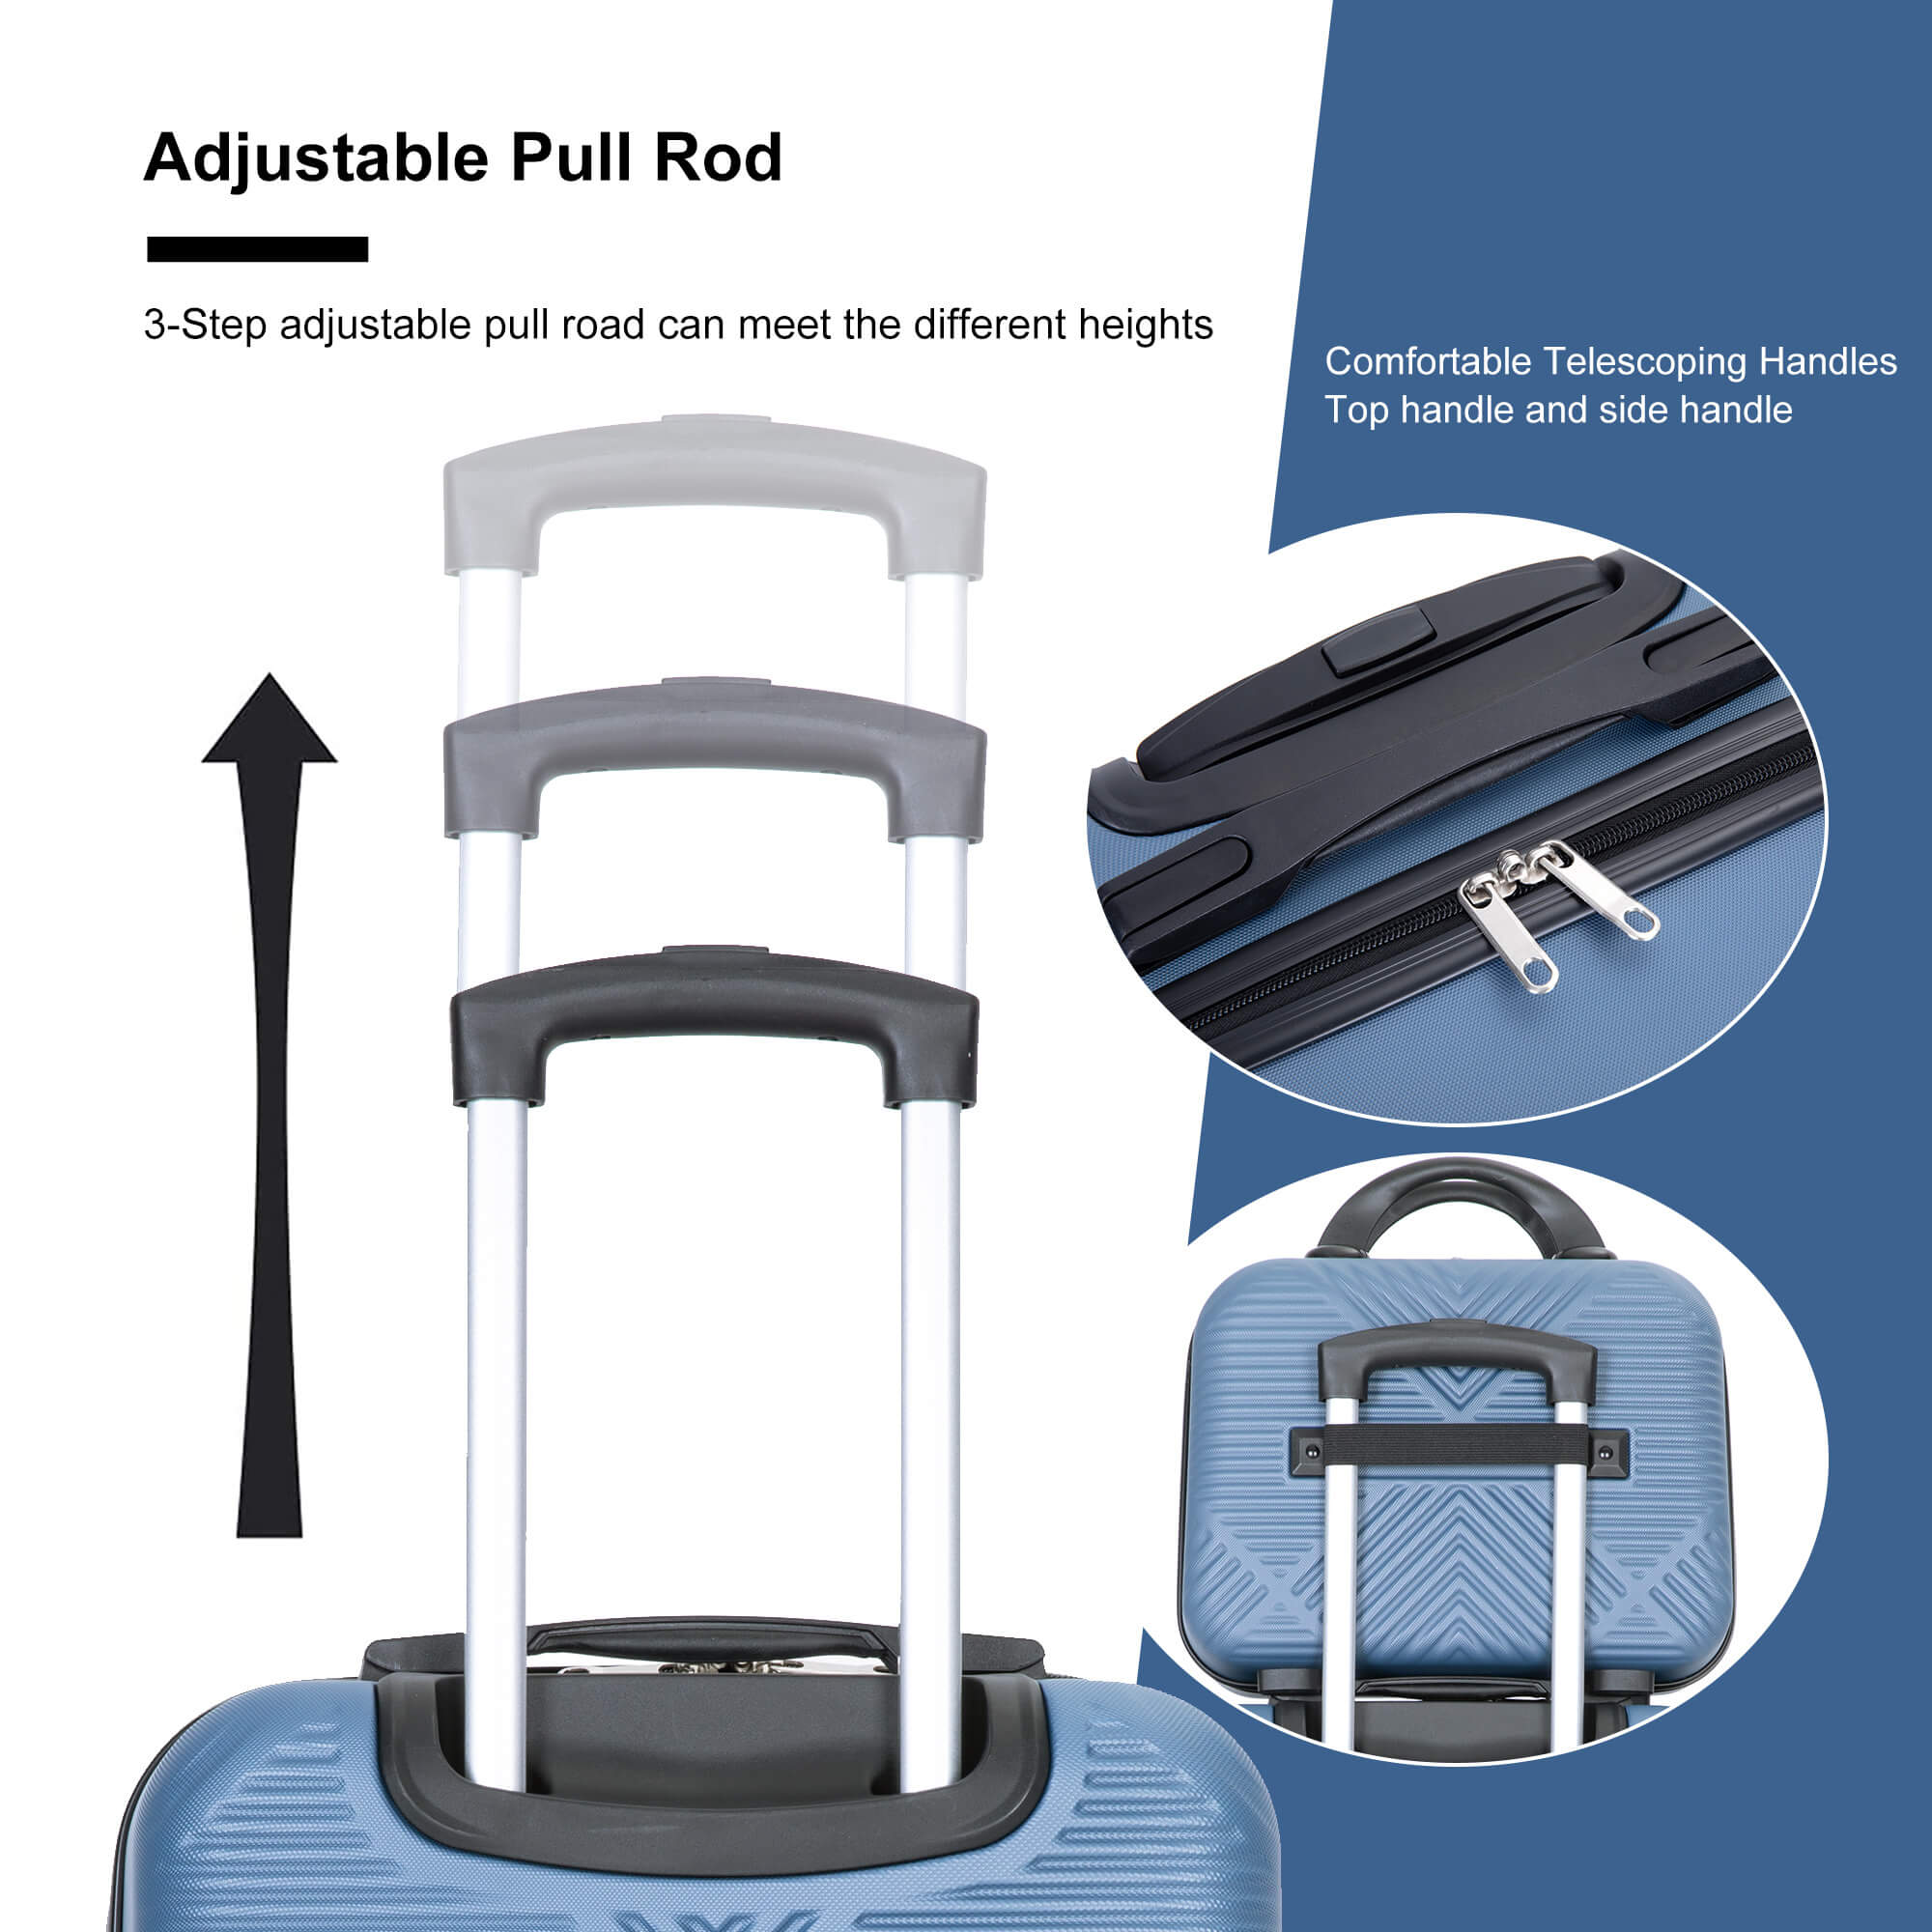 Adjustable Pull Rod
3-Step adjustable pull road can meet the different heights
Comfortable Telescoping Handles
Top handle and side handle